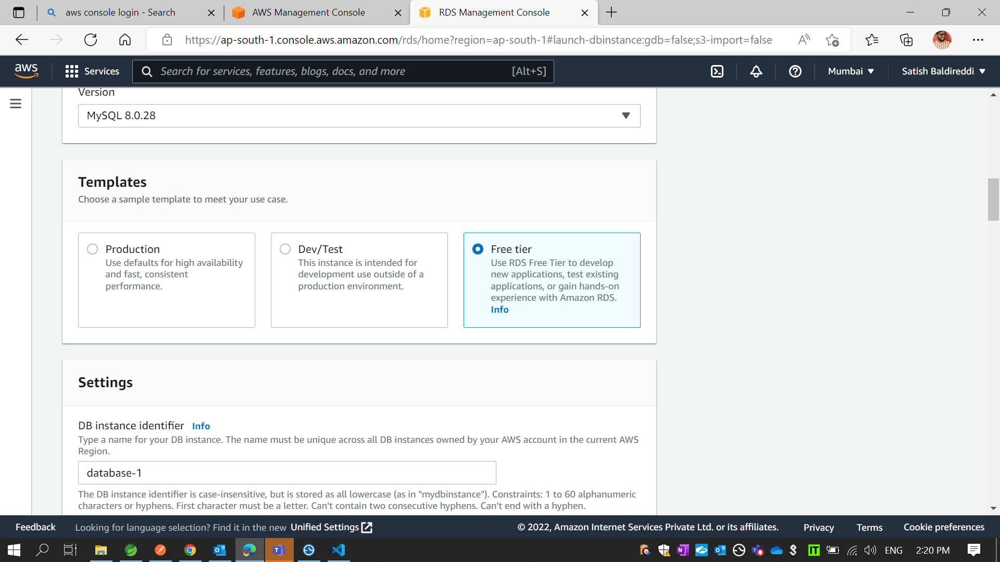 aws console login - Search
AWS Management Console
RDS Management Console
https://ap-south-1.console.aws.amazon.com/rds/home?region=ap-south-1#launch-dbinstance:gdb=false;s3-import=false
aws
Services
Search for services, features, blogs, docs, and more
[Alt+S]
Mumbai
Satish Baldireddi
Version
MySQL 8.0.28
Templates
Choose a sample template to meet your use case.
Production
Use defaults for high availability
and fast, consistent
performance.
Dev/Test
This instance is intended for
development use outside of a
production environment.
Free tier
Use RDS Free Tier to develop
new applications, test existing
applications, or gain hands-on
experience with Amazon RDS.
Info
Settings
DB instance identifier Info
Type a name for your DB instance. The name must be unique across all DB instances owned by your AWS account in the current AWS
Region.
database-1
The DB instance identifier is case-insensitive, but is stored as all lowercase (as in "mydbinstance"). Constraints: 1 to 60 alphanumeric
characters or hyphens. First character must be a letter. Can't contain two consecutive hyphens. Can't end with a hyphen.
Feedback
Looking for language selection? Find it in the new Unified Settings
© 2022, Amazon Internet Services Private Ltd. or its affiliates.
Privacy
Terms
Cookie preferences
ENG
2:20 PM